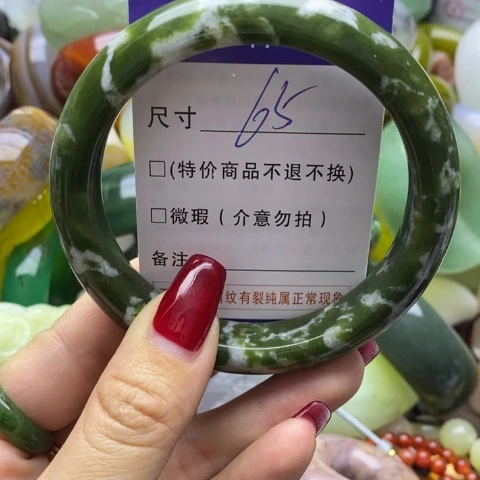 尺寸 65
□(特价商品不退不换)
□微瑕（介意勿拍）
备注
纹有裂纯属正常现象